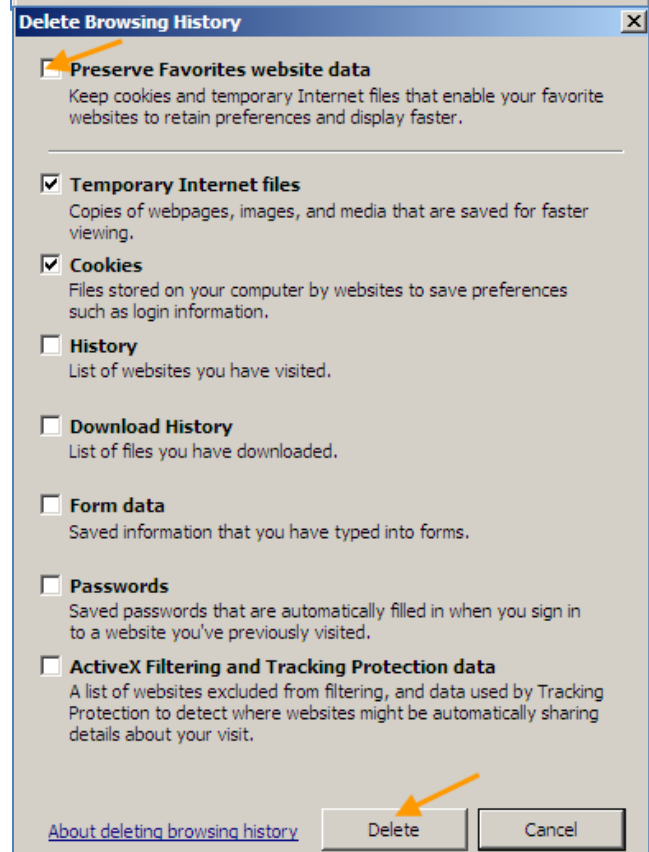 Delete Browsing History
Preserve Favorites website data
Keep cookies and temporary Internet files that enable your favorite
websites to retain preferences and display faster.
Temporary Internet files
Copies of webpages, images, and media that are saved for faster
viewing.
Cookies
Files stored on your computer by websites to save preferences
such as login information.
History
List of websites you have visited.
Download History
List of files you have downloaded.
Form data
Saved information that you have typed into forms.
Passwords
Saved passwords that are automatically filled in when you sign in
to a website you've previously visited.
ActiveX Filtering and Tracking Protection data
A list of websites excluded from filtering, and data used by Tracking
Protection to detect where websites might be automatically sharing
details about your visit.
About deleting browsing history Delete Cancel